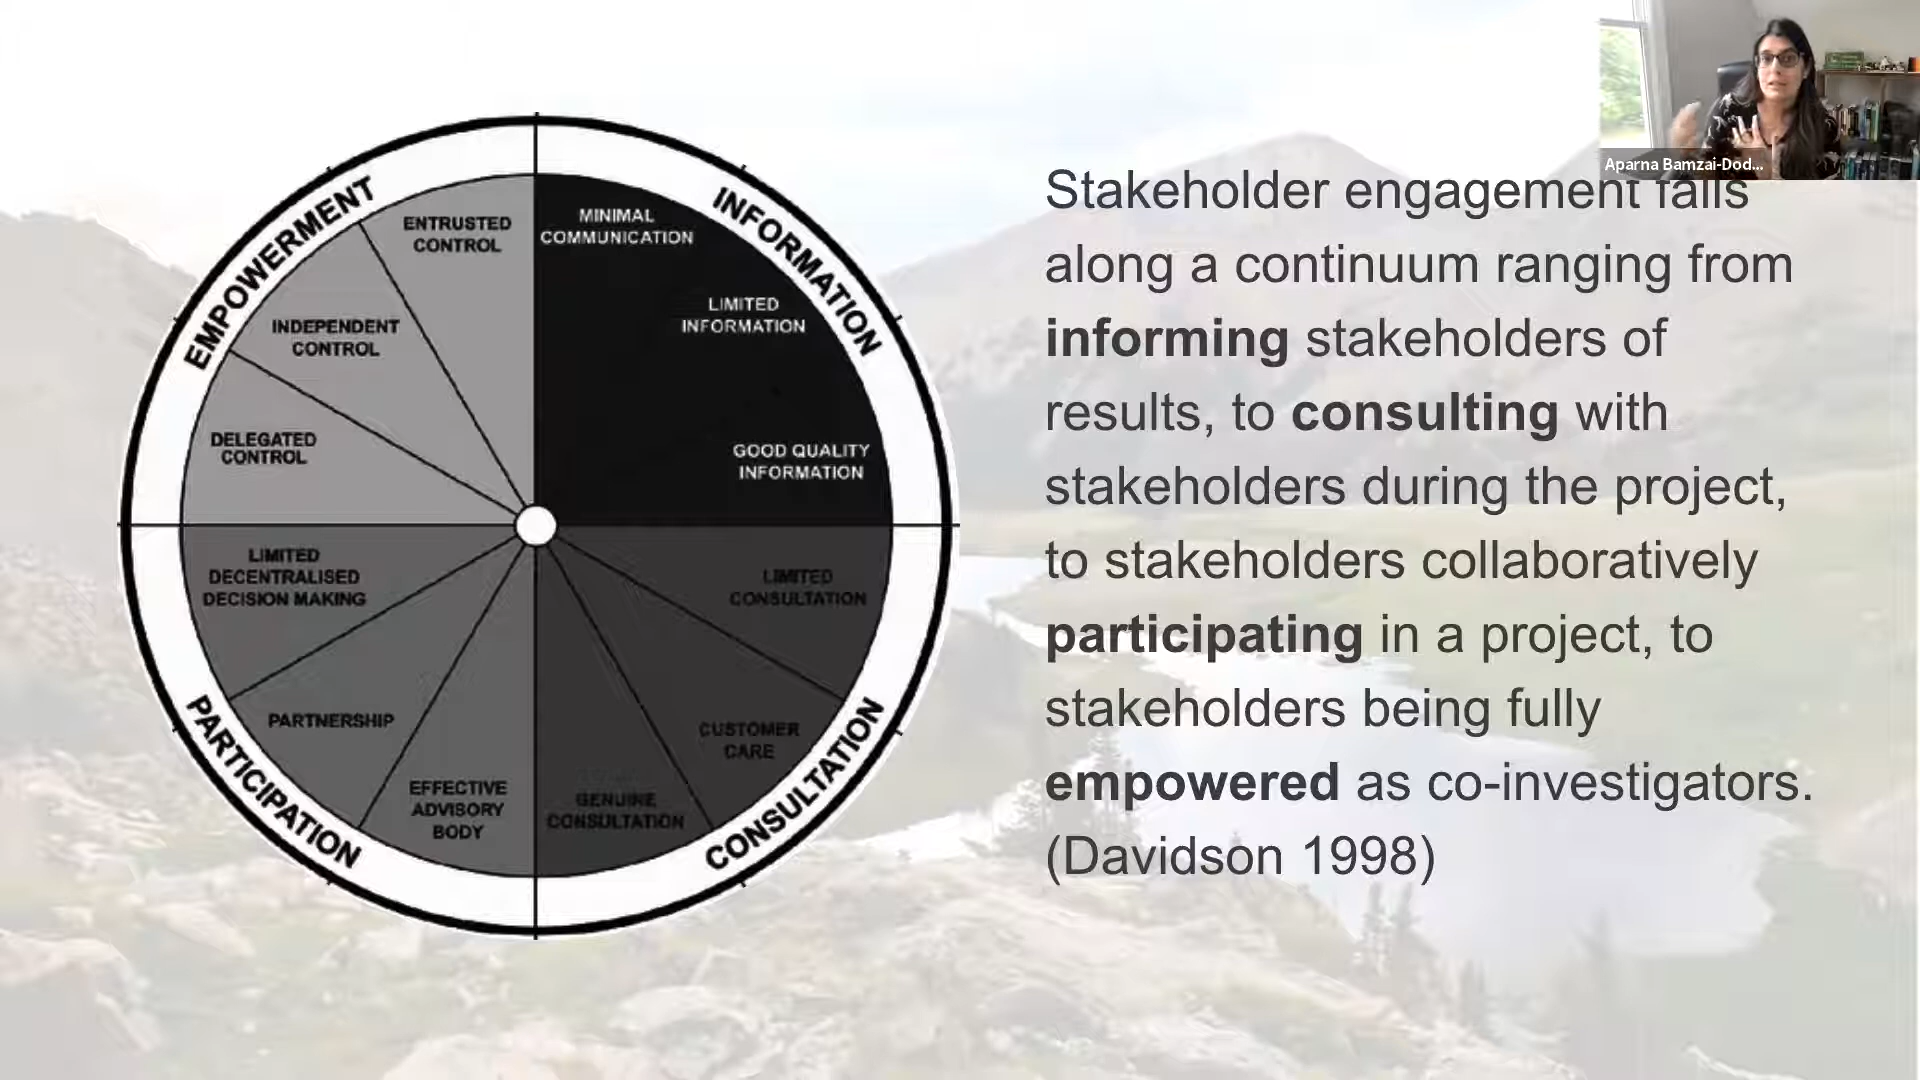 Aparna Bamzai-Dod...
EMPOWERMENT
INFORMATION
ENTRUSTED
CONTROL
MINIMAL
COMMUNICATION
INDEPENDENT
CONTROL
LIMITED
INFORMATION
DELEGATED
CONTROL
GOOD QUALITY
INFORMATION
LIMITED
DECENTRALISED
DECISION MAKING
LIMITED
CONSULTATION
PARTNERSHIP
CUSTOMER
CARE
EFFECTIVE
ADVISORY
BODY
GENUINE
CONSULTATION
PARTICIPATION
CONSULTATION
Stakeholder engagement falls
along a continuum ranging from
informing stakeholders of
results, to consulting with
stakeholders during the project,
to stakeholders collaboratively
participating in a project, to
stakeholders being fully
empowered as co-investigators.
(Davidson 1998)